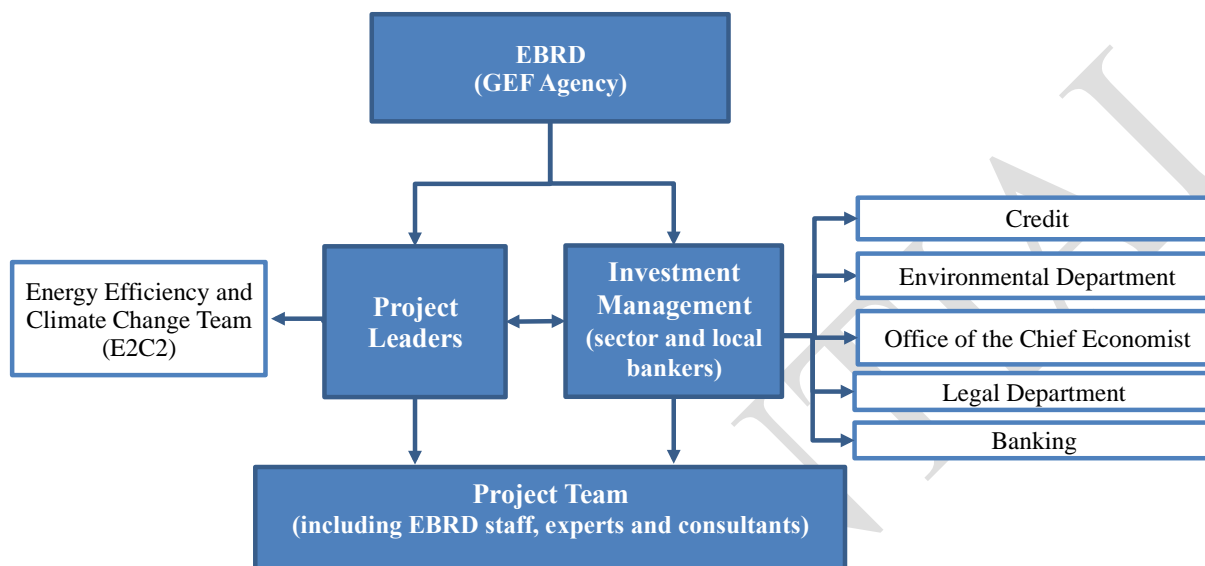 EBRD
(GEF Agency)
Energy Efficiency and
Climate Change Team
(E2C2)
Project
Leaders
Investment
Management
(sector and local
bankers)
Credit
Environmental Department
Office of the Chief Economist
Legal Department
Banking
Project Team
(including EBRD staff, experts and consultants)